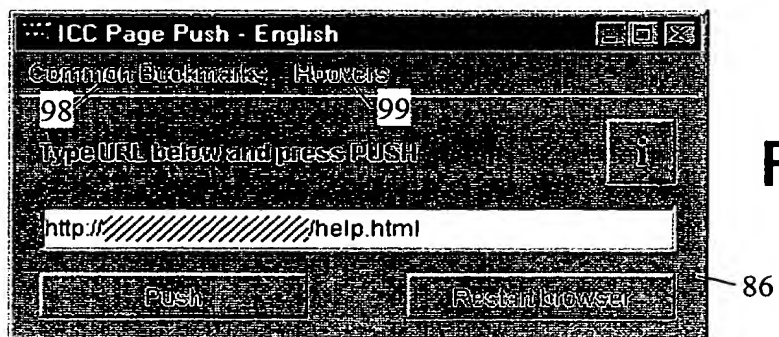 ICC Page Push - English
Common Bookmarks Hoovers
98 99
Type URL below and press PUSH
i
F
http:// /help.html
Push Restart browser
86